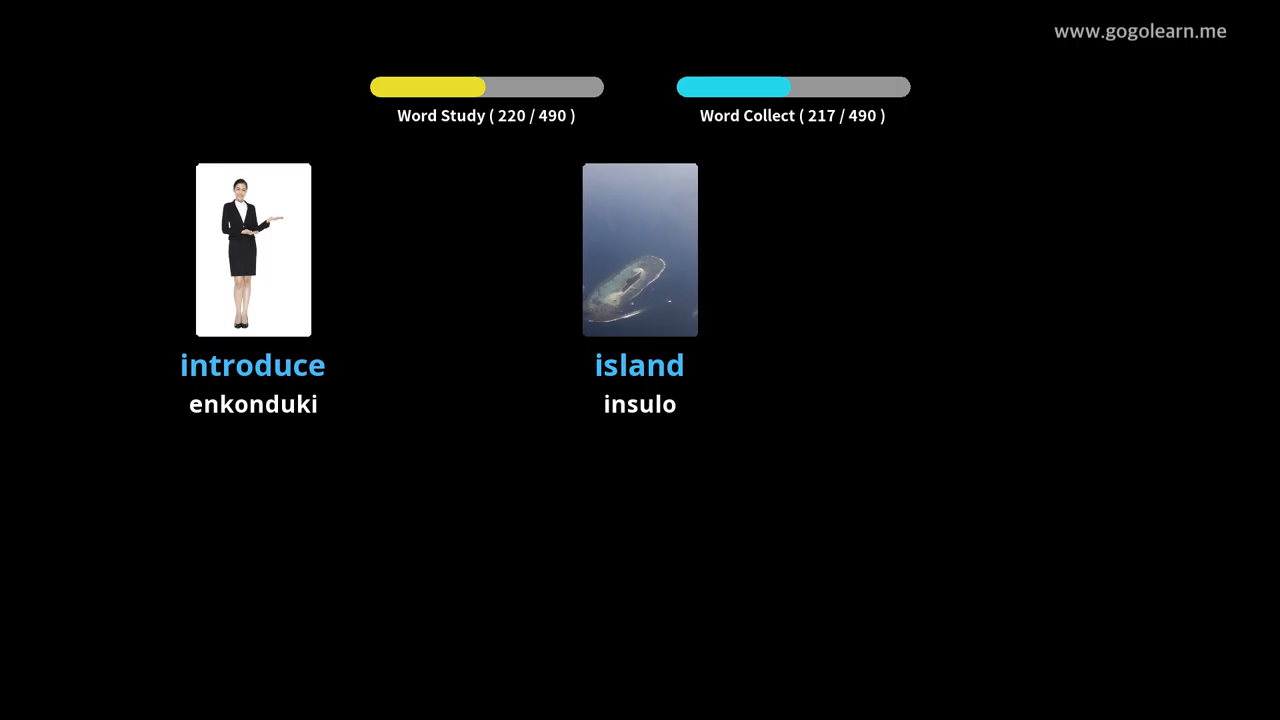 www.gogolearn.me
Word Study ( 220 / 490 )
Word Collect ( 217 / 490 )
introduce
enkonduki
island
insulo